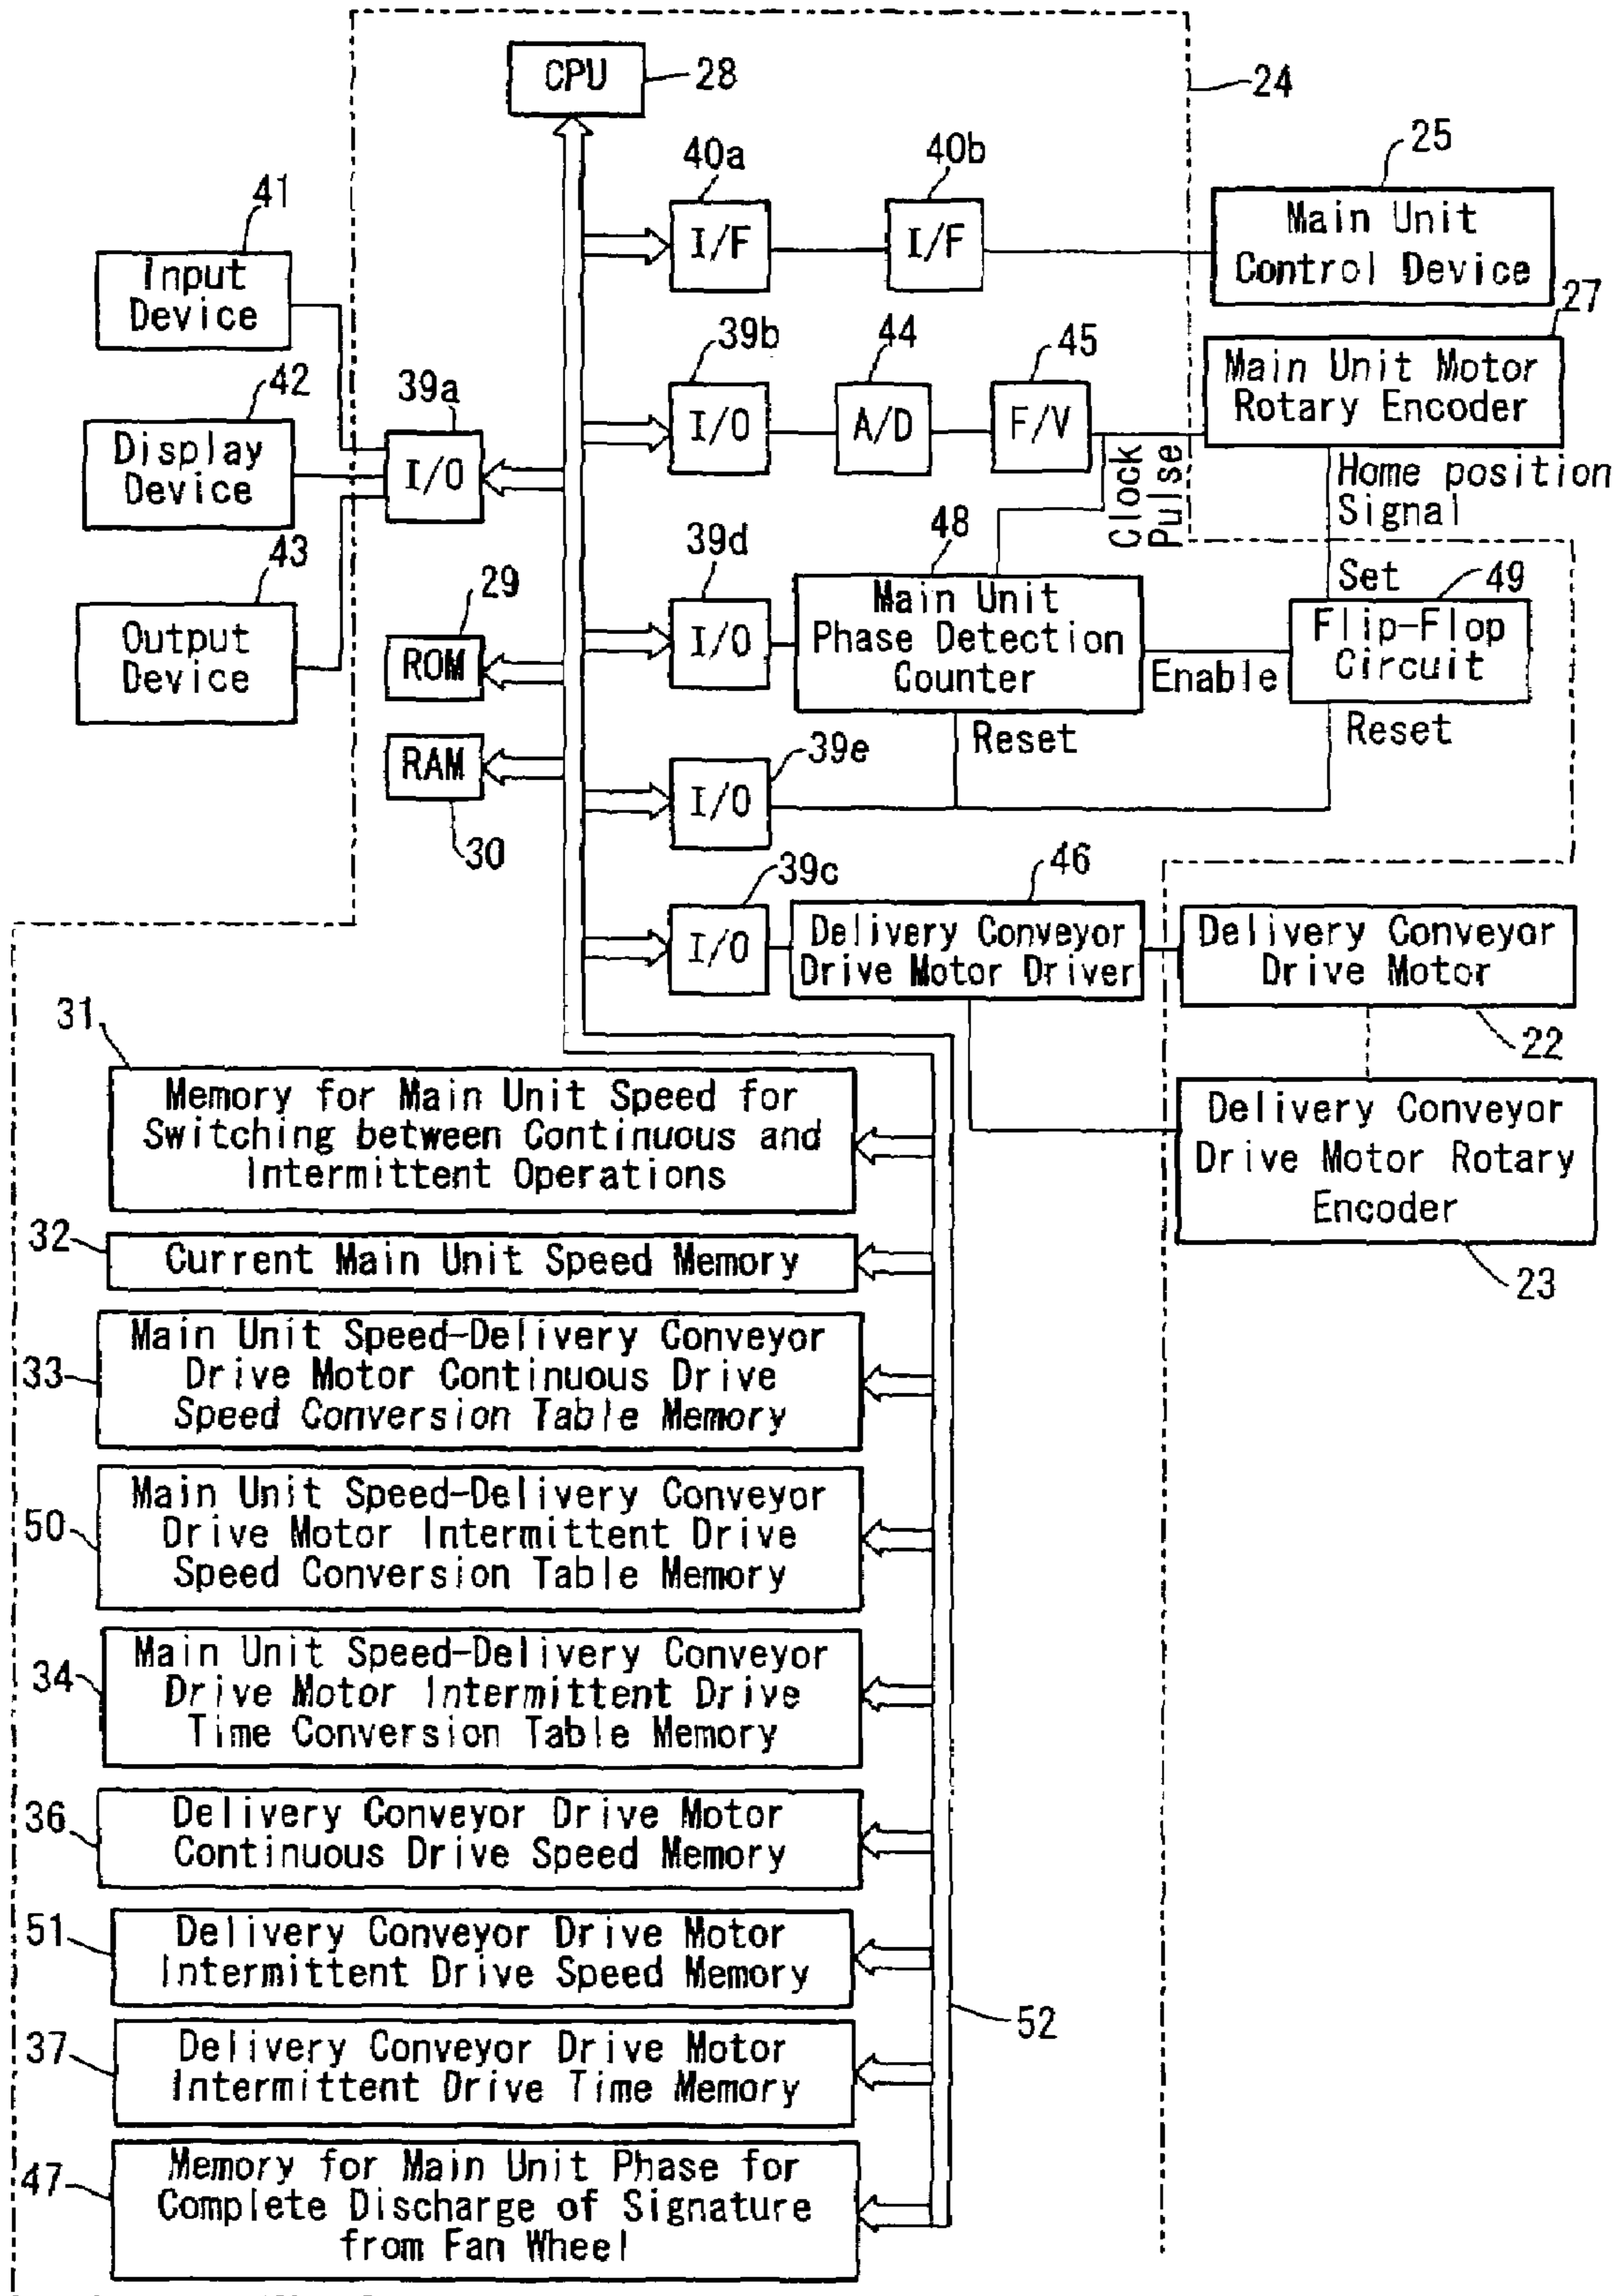 CPU
28
24
40a
40b
25
I/F
I/F
Main Unit
Control Device
41
Input
Device
27
39b
44
45
Main Unit Motor
Rotary Encoder
42
39a
I/O
A/D
F/V
Display
Device
I/O
Clock
Pulse
Home position
Signal
43
39d
48
Set
49
29
Output
Device
ROM
I/O
Main Unit
Phase Detection
Counter
Enable
Flip-Flop
Circuit
Reset
Reset
RAM
39e
I/O
30
39c
46
I/O
Delivery Conveyor
Drive Motor Driver
Delivery Conveyor
Drive Motor
22
31
Memory for Main Unit Speed for
Switching between Continuous and
Intermittent Operations
Delivery Conveyor
Drive Motor Rotary
Encoder
23
32
Current Main Unit Speed Memory
33
Main Unit Speed-Delivery Conveyor
Drive Motor Continuous Drive
Speed Conversion Table Memory
50
Main Unit Speed-Delivery Conveyor
Drive Motor Intermittent Drive
Speed Conversion Table Memory
34
Main Unit Speed-Delivery Conveyor
Drive Motor Intermittent Drive
Time Conversion Table Memory
36
Delivery Conveyor Drive Motor
Continuous Drive Speed Memory
51
Delivery Conveyor Drive Motor
Intermittent Drive Speed Memory
52
37
Delivery Conveyor Drive Motor
Intermittent Drive Time Memory
47
Memory for Main Unit Phase for
Complete Discharge of Signature
from Fan Wheel